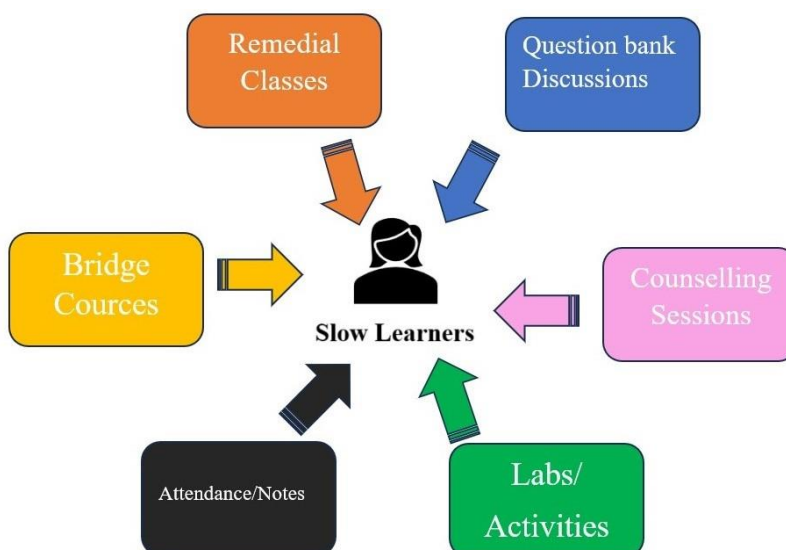 Remedial
Classes
Question bank
Discussions
Bridge
Cources
Counselling
Sessions
Slow Learners
Attendance/Notes
Labs/
Activities